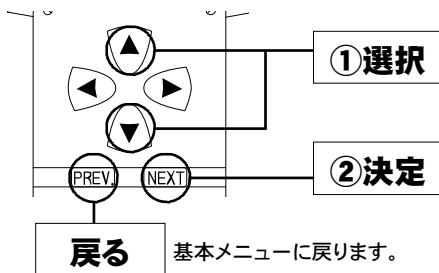 ①選択
PREV.
NEXT
②決定
戻る
基本メニューに戻ります。